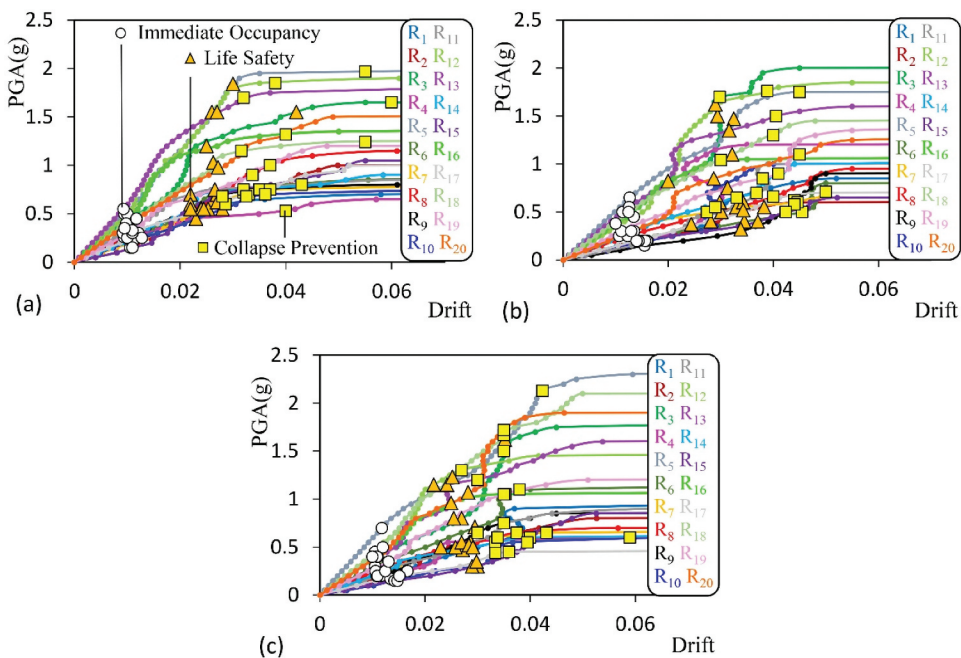 PGA(g)
2.5
2
1.5
1
0.5
0
0
0.02
0.04
0.06
Drift
Immediate Occupancy
Life Safety
Collapse Prevention
R1 R11
R2 R12
R3 R13
R4 R14
R5 R15
R6 R16
R7 R17
R8 R18
R9 R19
R10 R20
(a)
PGA(g)
2.5
2
1.5
1
0.5
0
0
0.02
0.04
0.06
Drift
R1 R11
R2 R12
R3 R13
R4 R14
R5 R15
R6 R16
R7 R17
R8 R18
R9 R19
R10 R20
(b)
PGA(g)
2.5
2
1.5
1
0.5
0
0
0.02
0.04
0.06
Drift
R1 R11
R2 R12
R3 R13
R4 R14
R5 R15
R6 R16
R7 R17
R8 R18
R9 R19
R10 R20
(c)